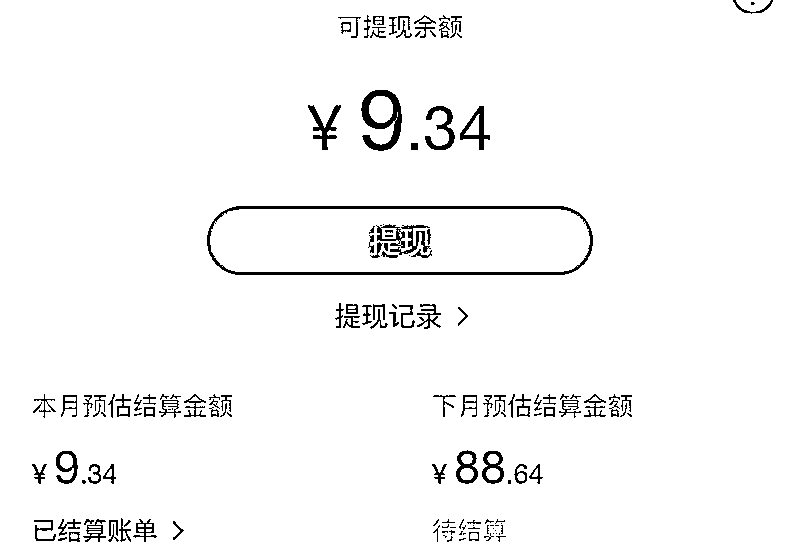 可提现余额
¥ 9.34
提现
提现记录 >
本月预估结算金额
下月预估结算金额
¥ 9.34
¥ 88.64
已结算账单 >
待结算